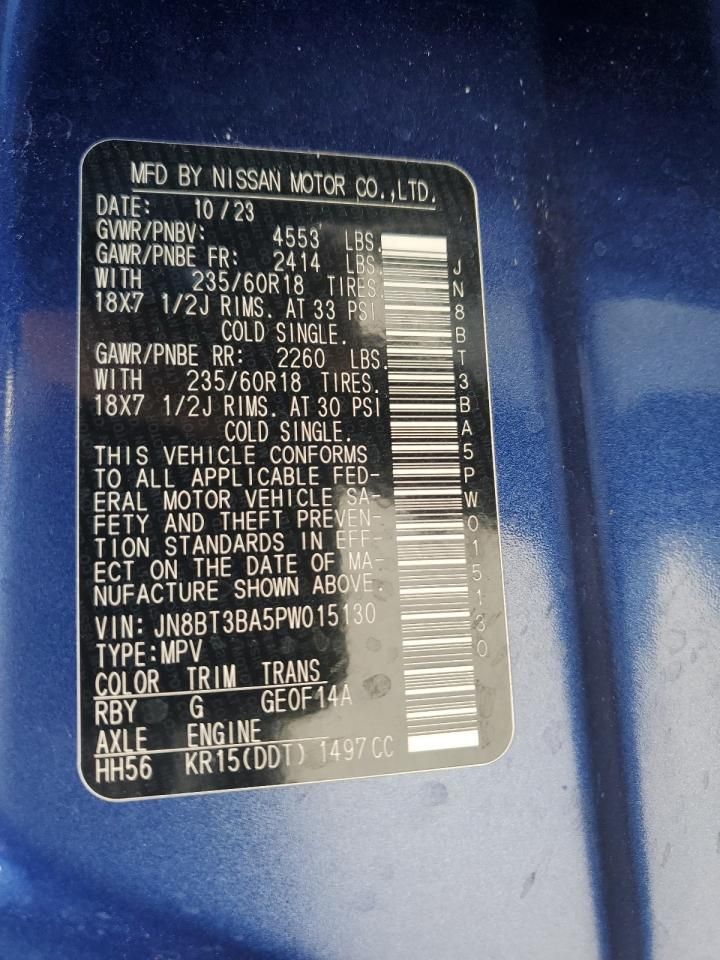 MFD BY NISSAN MOTOR CO.,LTD.
DATE: 10/23
GVWR/PNBV: 4553 LBS.
GAWR/PNBE FR: 2414 LBS.
WITH 235/60R18 TIRES.
18X7 1/2J RIMS. AT 33 PSI
COLD SINGLE.
GAWR/PNBE RR: 2260 LBS.
WITH 235/60R18 TIRES.
18X7 1/2J RIMS. AT 30 PSI
COLD SINGLE.
THIS VEHICLE CONFORMS
TO ALL APPLICABLE FED-
ERAL MOTOR VEHICLE SA-
FETY AND THEFT PREVEN-
TION STANDARDS IN EFF-
ECT ON THE DATE OF MA-
NUFACTURE SHOWN ABOVE.
VIN: JN8BT3BA5PW015130
TYPE:MPV
COLOR TRIM TRANS
RBY G GE0F14A
AXLE ENGINE
HH56 KR15(DDT) 1497CC
JN8BT3BA5PW015130